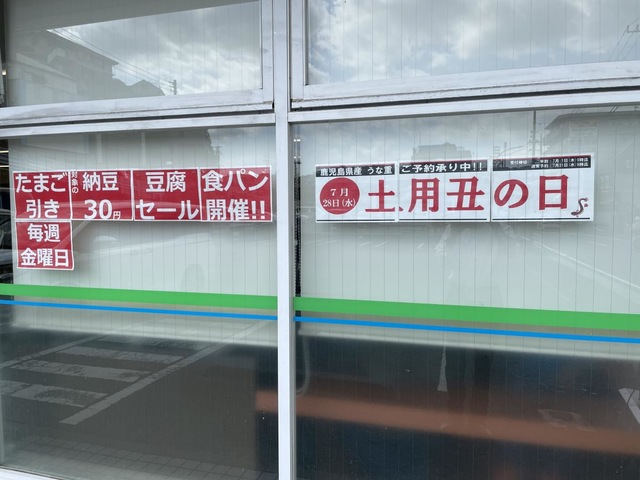 たまご 対象の 納豆 豆腐 食パン
引き 30円 セール 開催!!
毎週
金曜日
鹿児島県産 うな重 ご予約承り中!!
7月
28日(水)
土用丑の日